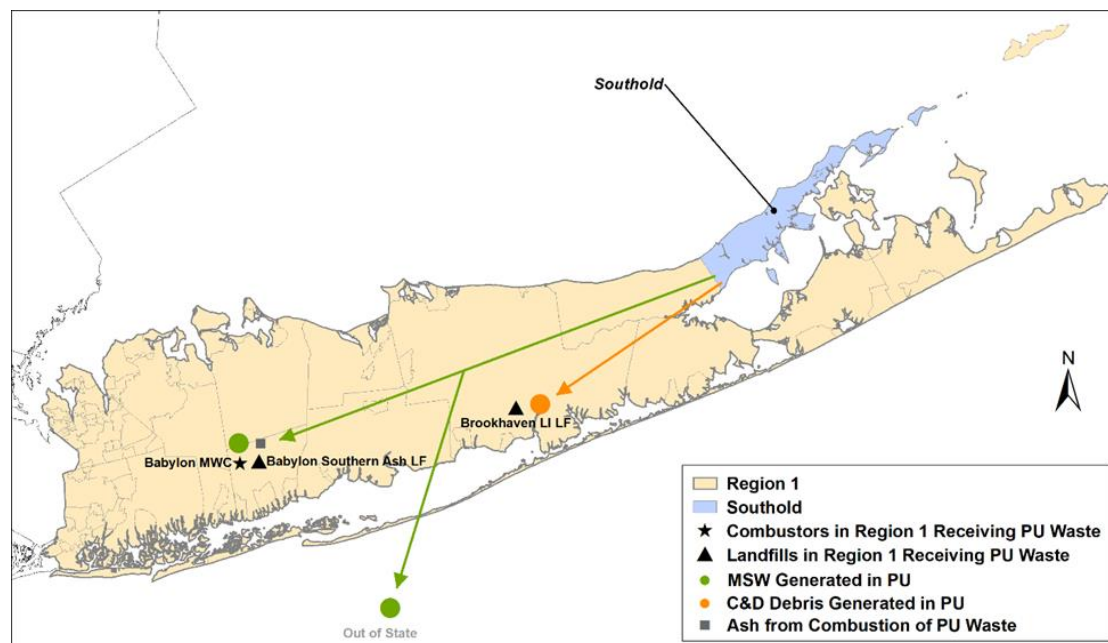 Southold
N
Brookhaven LI LF
Babylon MWC
Babylon Southern Ash LF
Out of State
Region 1
Southold
Combustors in Region 1 Receiving PU Waste
Landfills in Region 1 Receiving PU Waste
MSW Generated in PU
C&D Debris Generated in PU
Ash from Combustion of PU Waste